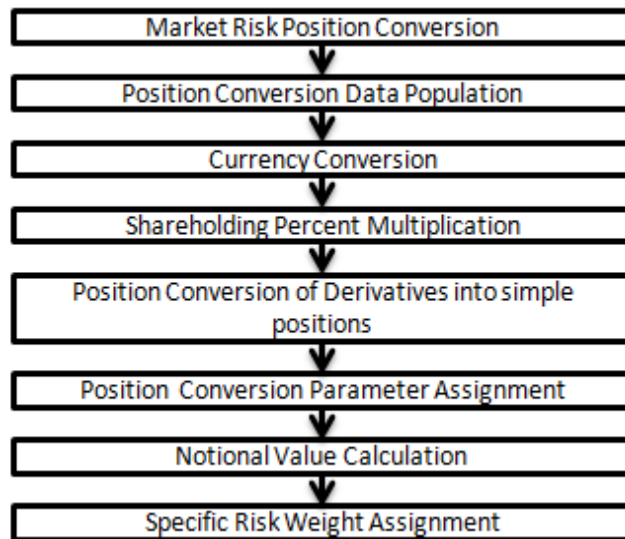 Market Risk Position Conversion
Position Conversion Data Population
Currency Conversion
Shareholding Percent Multiplication
Position Conversion of Derivatives into simple
positions
Position Conversion Parameter Assignment
Notional Value Calculation
Specific Risk Weight Assignment